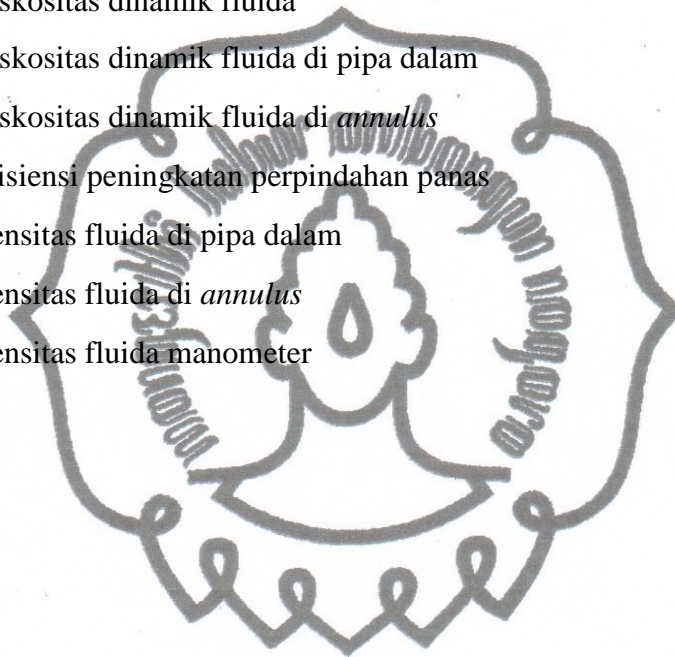 skositas dinamik fluida
skositas dinamik fluida di pipa dalam
skositas dinamik fluida di annulus
isiensi peningkatan perpindahan panas
ensitas fluida di pipa dalam
ensitas fluida di annulus
ensitas fluida manometer